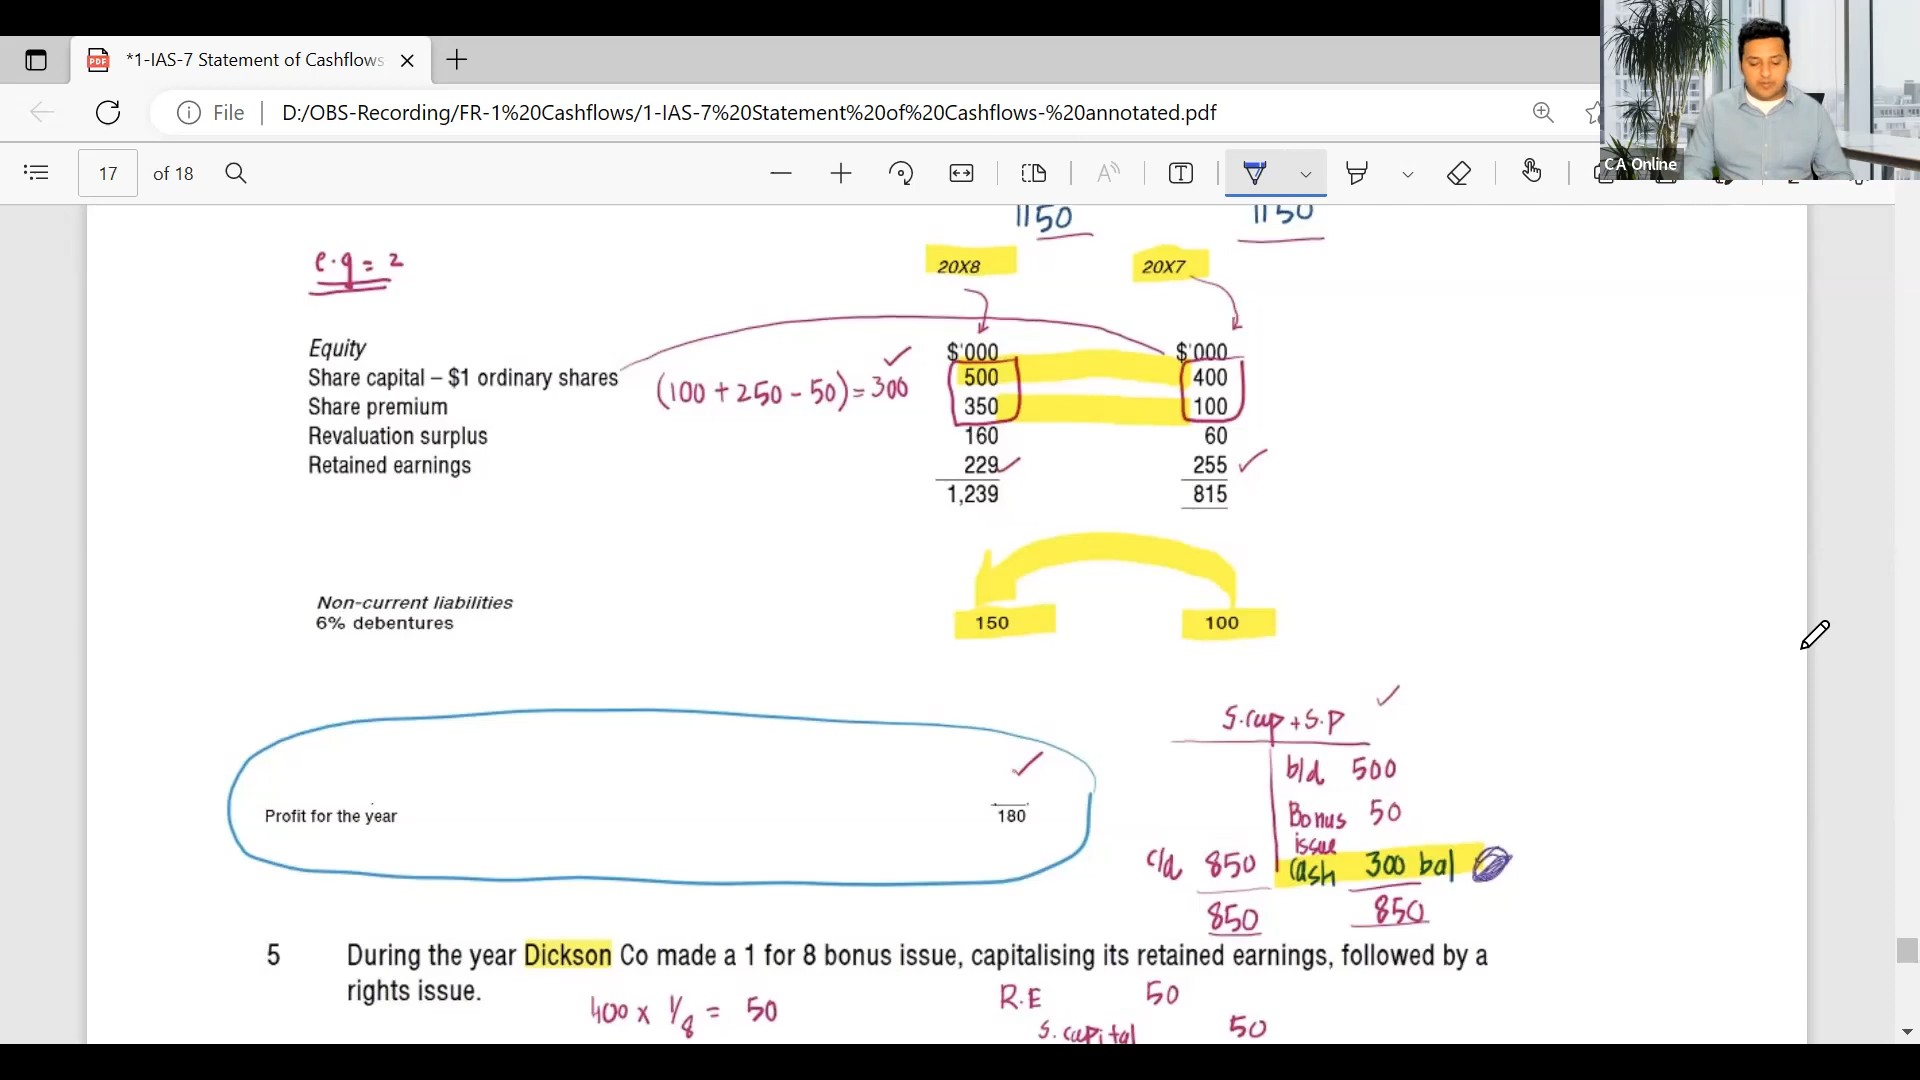 *1-IAS-7 Statement of Cashflows
File
D:/OBS-Recording/FR-1%20Cashflows/1-IAS-7%20Statement%20of%20Cashflows-%20annotated.pdf
CA Online
17 of 18
1150 1150
e.g = 2
20X8 20X7
Equity $'000 $'000
Share capital – $1 ordinary shares 500 400
(100 + 250 - 50) = 300
Share premium 350 100
Revaluation surplus 160 60
Retained earnings 229 255
1,239 815
Non-current liabilities
6% debentures 150 100
S.cap + S.P
b/d 500
Profit for the year 180
Bonus issue 50
c/d 850 Cash 300 bal
850 850
5 During the year Dickson Co made a 1 for 8 bonus issue, capitalising its retained earnings, followed by a
rights issue.
400 x 1/8 = 50
R.E 50
S. capital 50